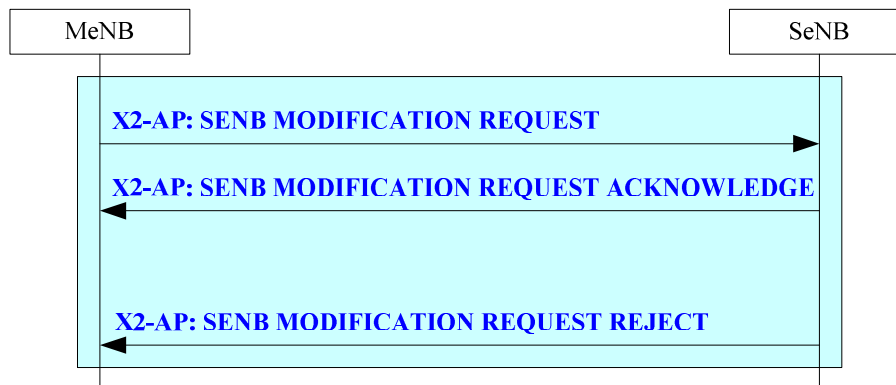 MeNB
SeNB
X2-AP: SENB MODIFICATION REQUEST
X2-AP: SENB MODIFICATION REQUEST ACKNOWLEDGE
X2-AP: SENB MODIFICATION REQUEST REJECT